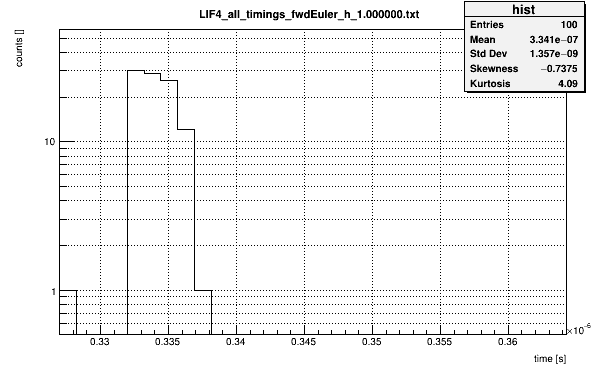 LIF4_all_timings_fwdEuler_h_1.000000.txt
hist
Entries 100
Mean 3.341e−07
Std Dev 1.357e−09
Skewness −0.7375
Kurtosis 4.09
counts []
10
1
0.33 0.335 0.34 0.345 0.35 0.355 0.36
×10⁻⁶
time [s]